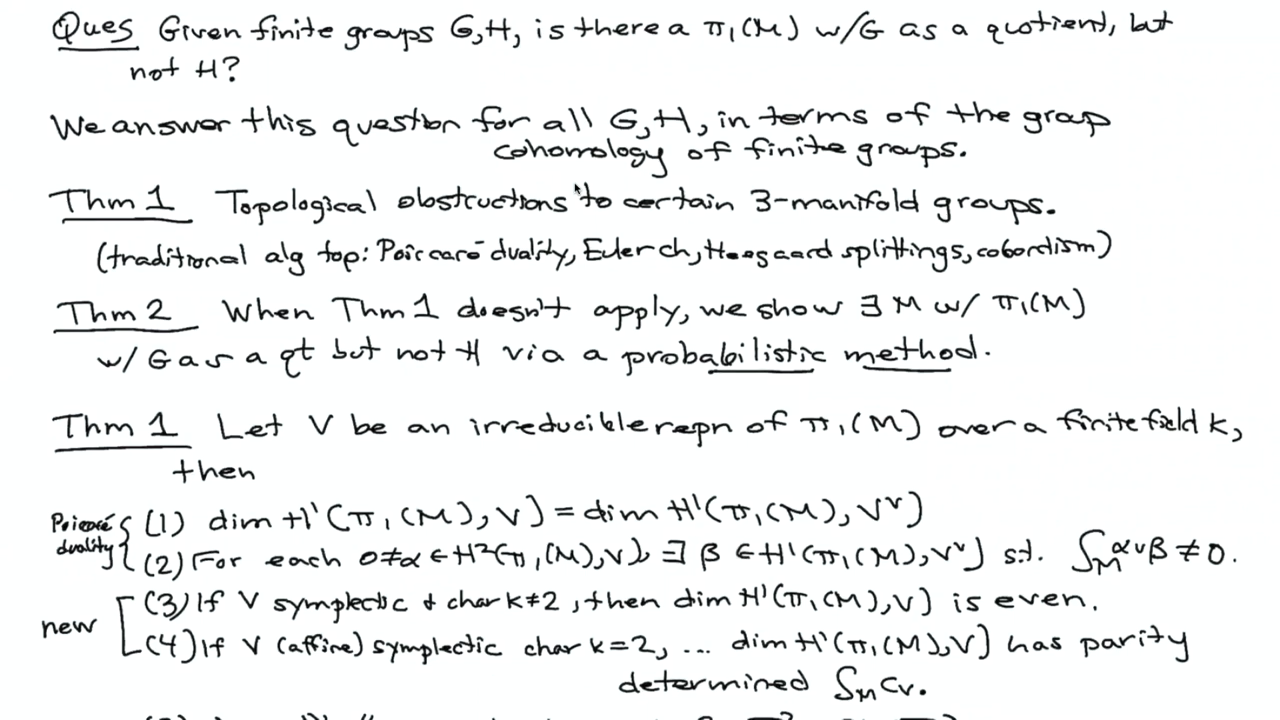 Ques Given finite groups G,H, is there a π₁(M) w/G as a quotient, but
not H?
We answer this question for all G,H, in terms of the group
cohomology of finite groups.
Thm 1 Topological obstructions to certain 3-manifold groups.
(traditional alg top: Poincaré duality, Euler ch, Heegaard splittings, cobordism)
Thm 2 When Thm 1 doesn't apply, we show ∃ M w/ π₁(M)
w/ G as a qt but not H via a probabilistic method.
Thm 1 Let V be an irreducible repn of π₁(M) over a finite field k,
then
Poincaré duality { (1) dim H¹(π₁(M), V) = dim H¹(π₁(M), V^∨)
(2) For each 0≠α ∈ H²(π₁(M), V), ∃ β ∈ H¹(π₁(M), V^∨) s.t. ∫_M α∪β ≠ 0.
new [ (3) If V symplectic & char k≠2, then dim H¹(π₁(M), V) is even.
(4) If V (affine) symplectic char k=2, ... dim H¹(π₁(M), V) has parity
determined ∫_M c_V.